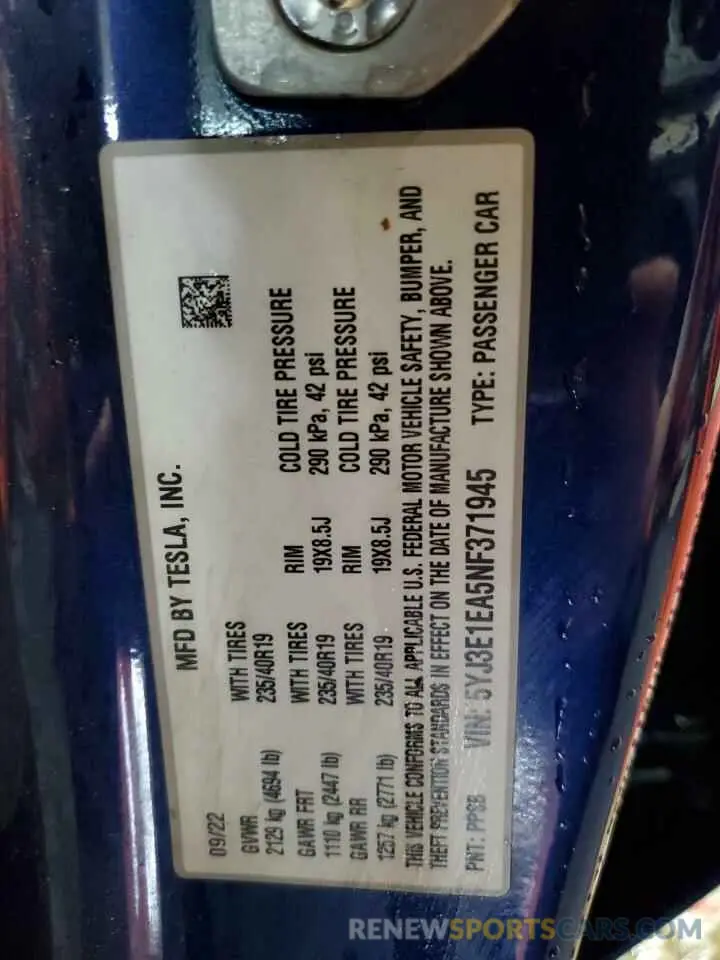 MFD BY TESLA, INC.
09/22
GVWR WITH TIRES
2129 kg (4694 lb) 235/40R19
GAWR FRT WITH TIRES RIM COLD TIRE PRESSURE
1110 kg (2447 lb) 235/40R19 19X8.5J 290 kPa, 42 psi
GAWR RR WITH TIRES RIM COLD TIRE PRESSURE
1257 kg (2771 lb) 235/40R19 19X8.5J 290 kPa, 42 psi
THIS VEHICLE CONFORMS TO ALL APPLICABLE U.S. FEDERAL MOTOR VEHICLE SAFETY, BUMPER, AND
THEFT PREVENTION STANDARDS IN EFFECT ON THE DATE OF MANUFACTURE SHOWN ABOVE.
PNT: PPSB VIN: 5YJ3E1EA5NF371945 TYPE: PASSENGER CAR
RENEWSPORTSCARS.COM